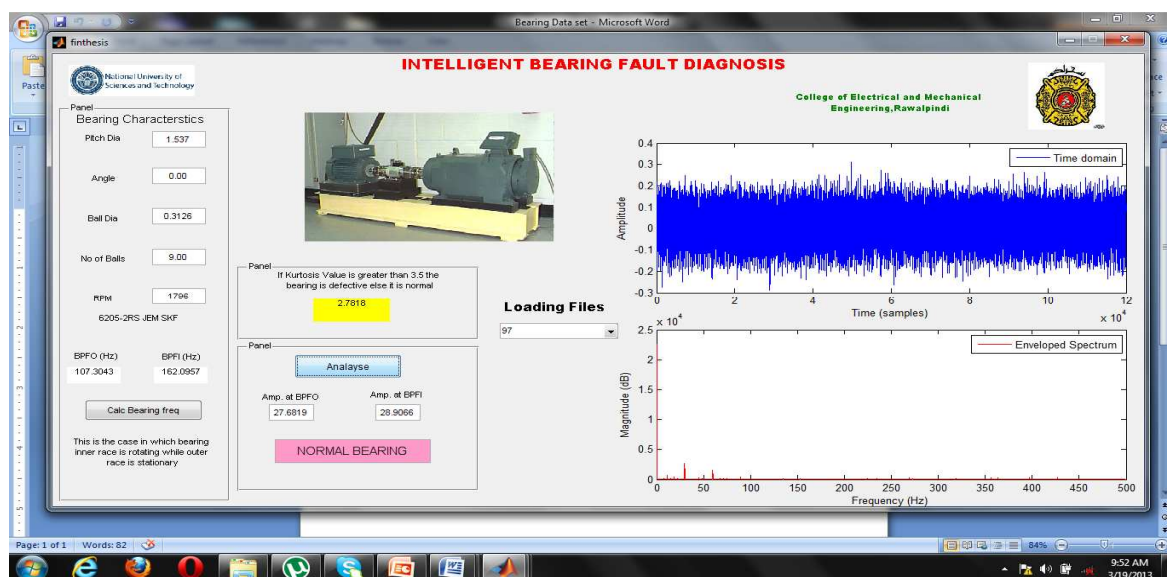 Bearing Data set - Microsoft Word
Paste
finthesis
National University of
Sciences and Technology
INTELLIGENT BEARING FAULT DIAGNOSIS
College of Electrical and Mechanical
Engineering,Rawalpindi
Panel
Bearing Characterstics
Pitch Dia 1.537
Angle 0.00
Ball Dia 0.3126
No of Balls 9.00
RPM 1796
6205-2RS JEM SKF
BPFO (Hz) BPFI (Hz)
107.3043 162.0957
Calc Bearing freq
This is the case in which bearing
inner race is rotating while outer
race is stationary
Panel
If Kurtosis Value is greater than 3.5 the
bearing is defective else it is normal
2.7818
Panel
Analayse
Amp. at BPFO Amp. at BPFI
27.6819 28.9066
NORMAL BEARING
Loading Files
97
Time domain
Amplitude
0.4
0.3
0.2
0.1
0
-0.1
-0.2
-0.3
0 2 4 6 8 10 12
Time (samples)
x 10^4
x 10^4
Enveloped Spectrum
Magnitude (dB)
2.5
2
1.5
1
0.5
0
0 50 100 150 200 250 300 350 400 450 500
Frequency (Hz)
Page: 1 of 1 Words: 82
84%
9:52 AM
3/19/2013